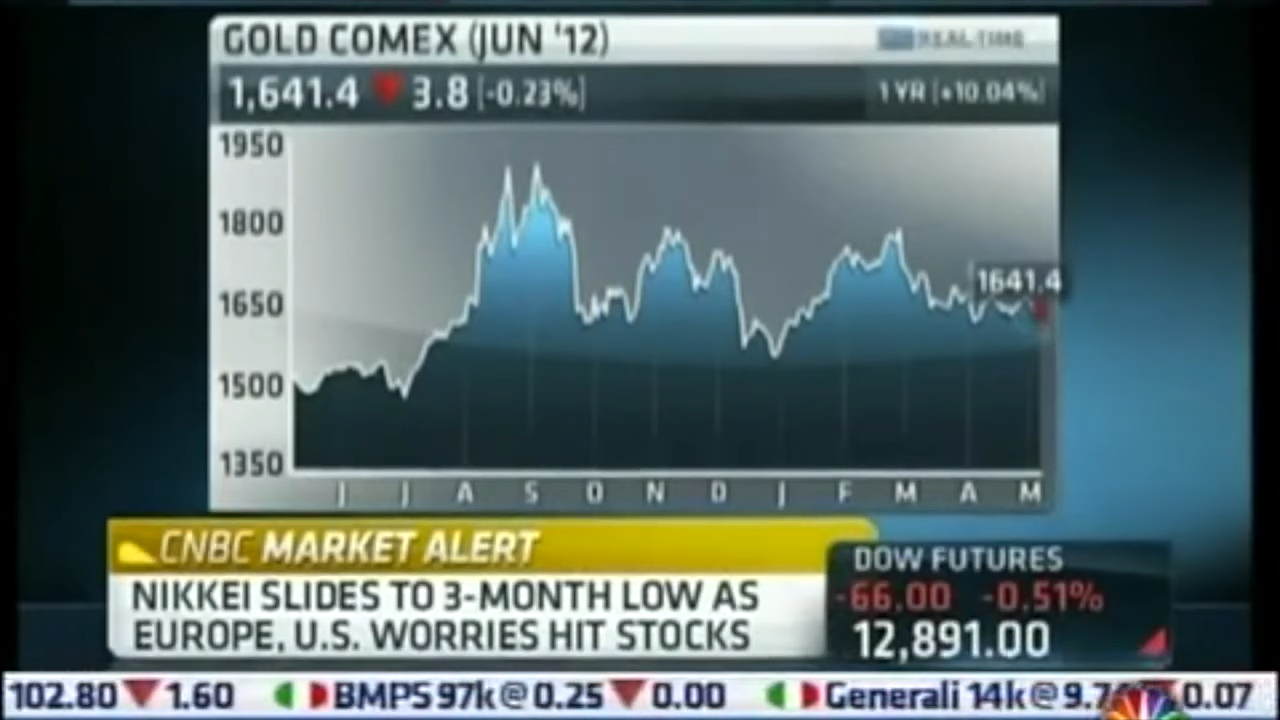 GOLD COMEX (JUN '12)
REAL-TIME
1,641.4 ▼ 3.8 [-0.23%]
1 YR [+10.04%]
1950
1800
1650
1500
1350
1641.4
J J A S O N D J F M A M
CNBC MARKET ALERT
NIKKEI SLIDES TO 3-MONTH LOW AS
EUROPE, U.S. WORRIES HIT STOCKS
DOW FUTURES
-66.00 -0.51%
12,891.00
102.80 ▼ 1.60 BMPS 97k@0.25 ▼ 0.00 Generali 14k@ 0.07